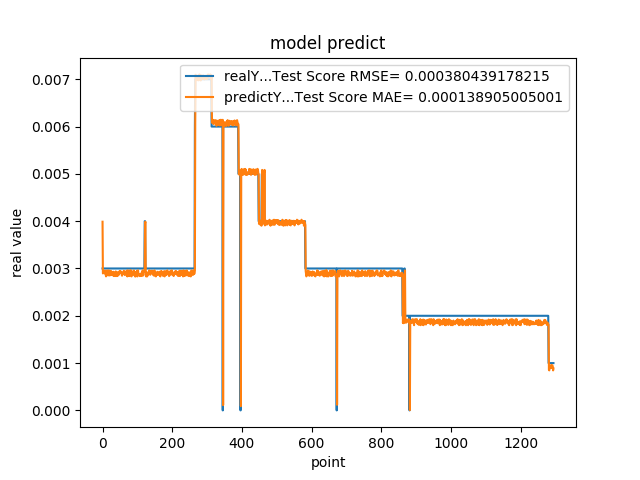 model predict
realY...Test Score RMSE= 0.000380439178215
predictY...Test Score MAE= 0.000138905005001
real value
0.007
0.006
0.005
0.004
0.003
0.002
0.001
0.000
0 200 400 600 800 1000 1200
point